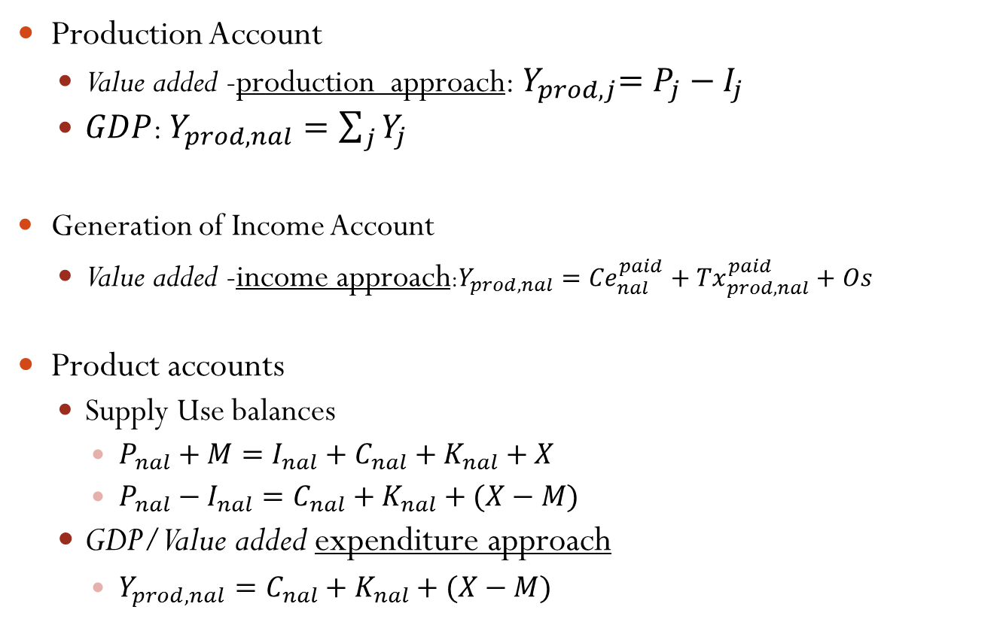 • Production Account
• Value added -production approach: Y_{prod,j} = P_j − I_j
• GDP: Y_{prod,nal} = ∑_j Y_j
• Generation of Income Account
• Value added -income approach: Y_{prod,nal} = Ce_{nal}^{paid} + Tx_{prod,nal}^{paid} + Os
• Product accounts
• Supply Use balances
• P_{nal} + M = I_{nal} + C_{nal} + K_{nal} + X
• P_{nal} − I_{nal} = C_{nal} + K_{nal} + (X − M)
• GDP/Value added expenditure approach
• Y_{prod,nal} = C_{nal} + K_{nal} + (X − M)